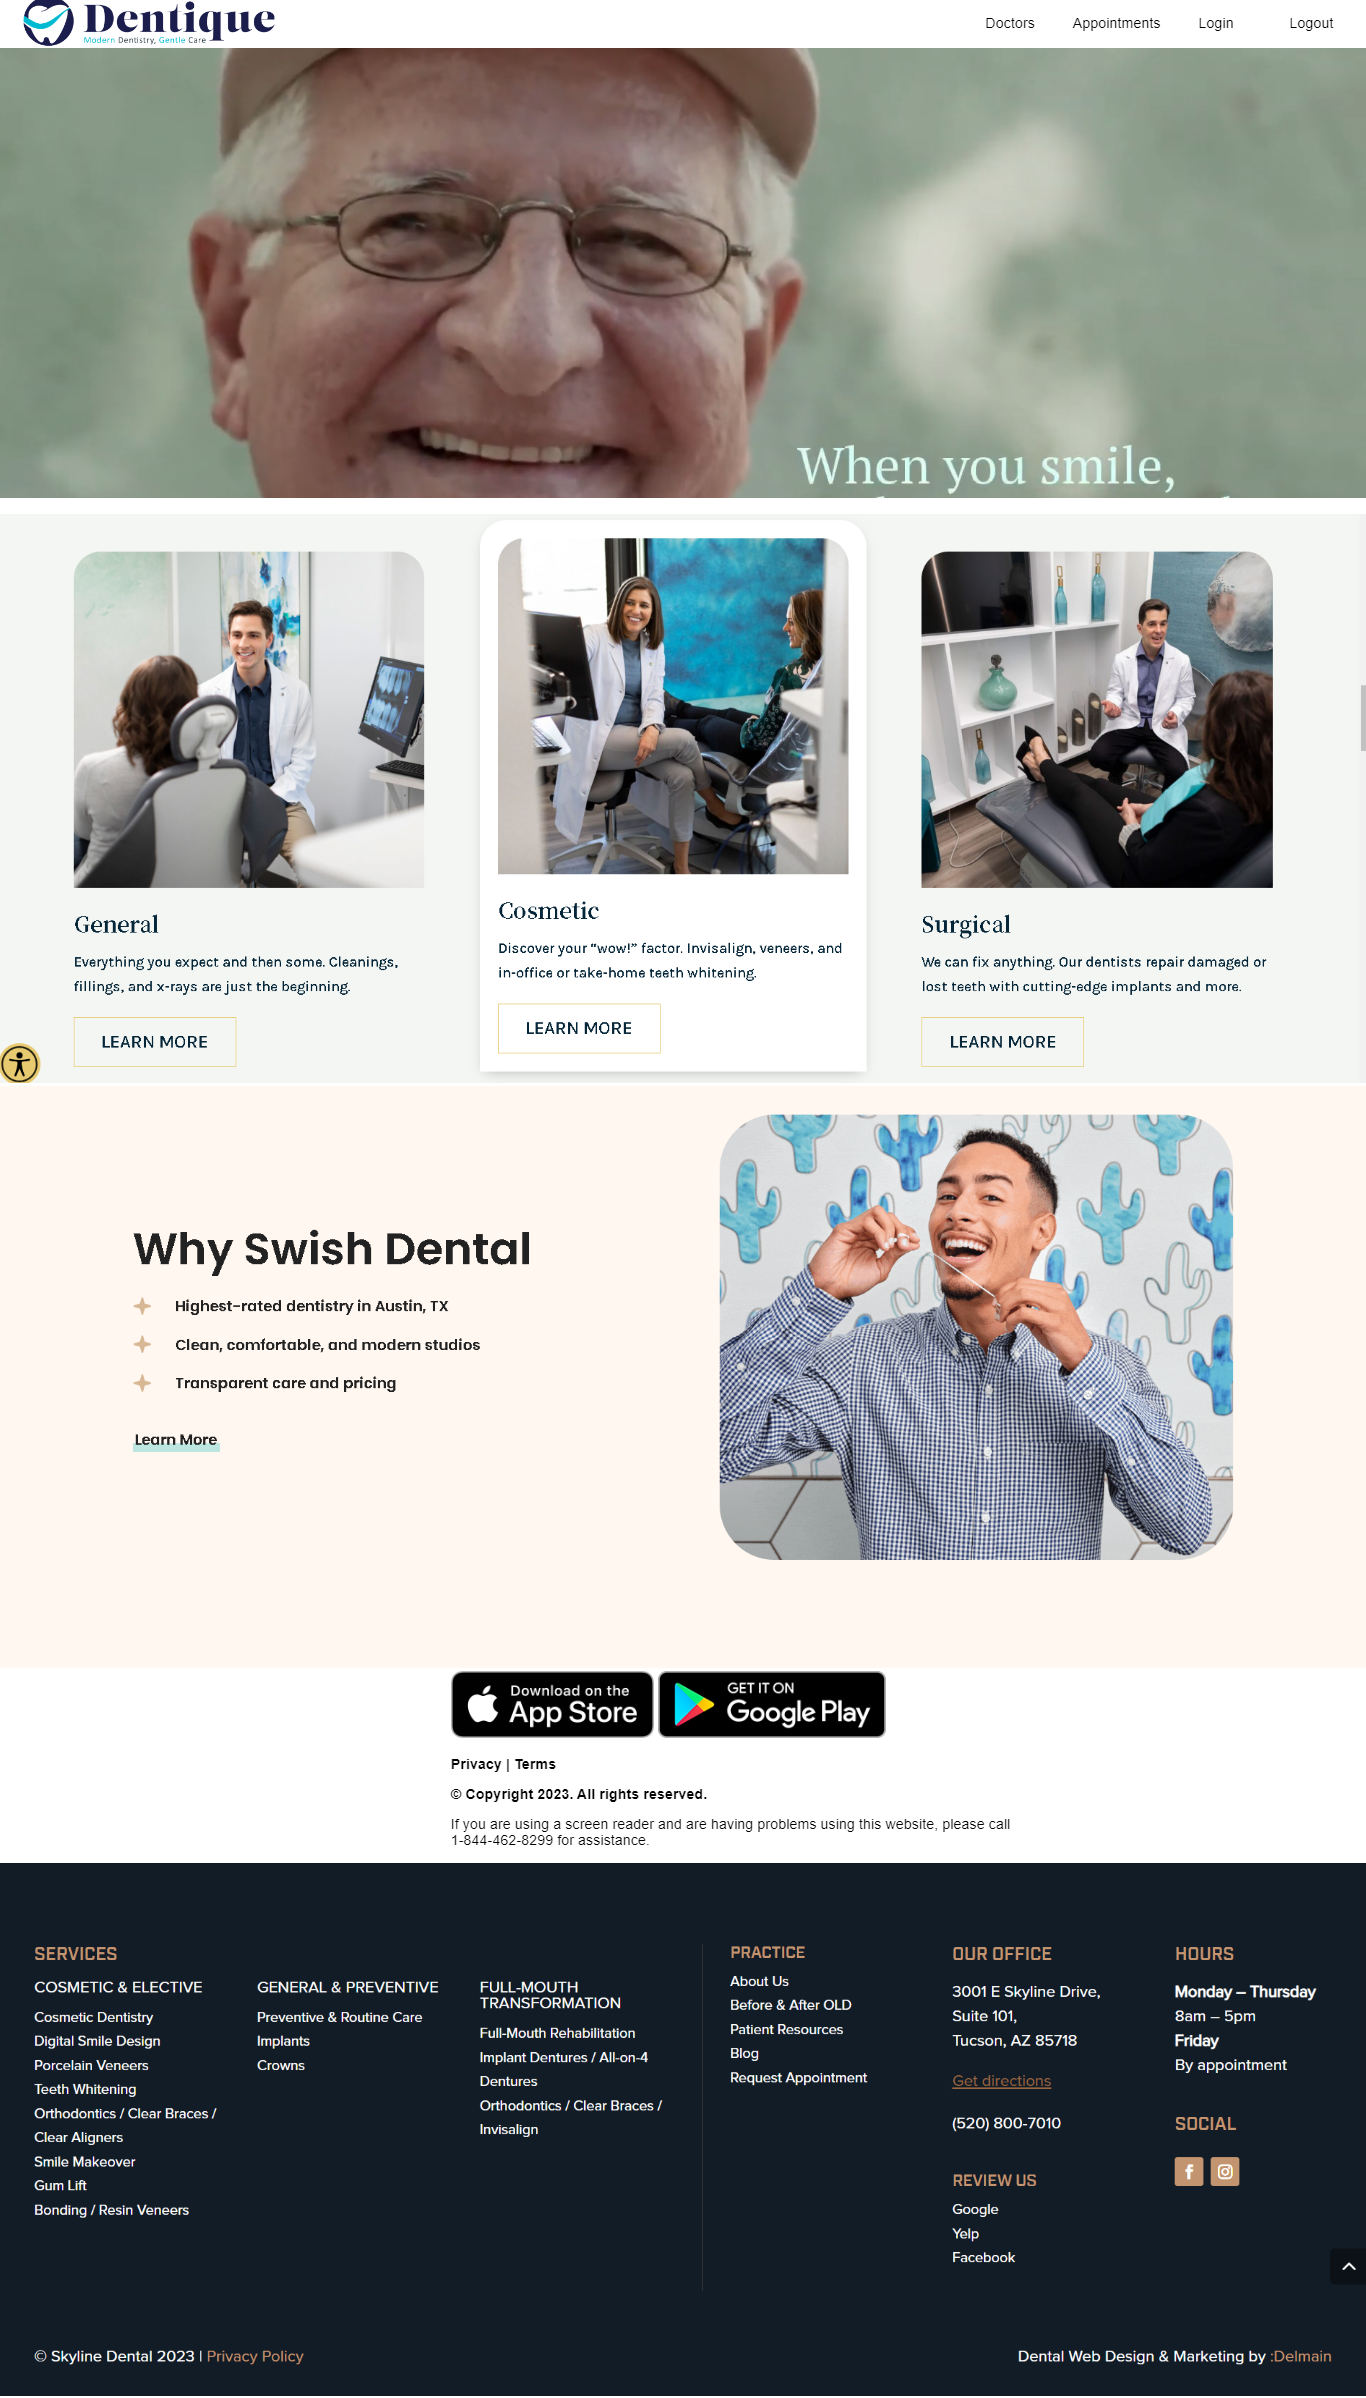 Dentique
Modern Dentistry, Gentle Care
Doctors Appointments Login Logout
When you smile,
General
Everything you expect and then some. Cleanings,
fillings, and x-rays are just the beginning.
LEARN MORE
Cosmetic
Discover your “wow!” factor. Invisalign, veneers, and
in-office or take-home teeth whitening.
LEARN MORE
Surgical
We can fix anything. Our dentists repair damaged or
lost teeth with cutting-edge implants and more.
LEARN MORE
Why Swish Dental
Highest-rated dentistry in Austin, TX
Clean, comfortable, and modern studios
Transparent care and pricing
Learn More
Download on the
App Store
GET IT ON
Google Play
Privacy | Terms
© Copyright 2023. All rights reserved.
If you are using a screen reader and are having problems using this website, please call
1-844-462-8299 for assistance.
SERVICES
COSMETIC & ELECTIVE
Cosmetic Dentistry
Digital Smile Design
Porcelain Veneers
Teeth Whitening
Orthodontics / Clear Braces /
Clear Aligners
Smile Makeover
Gum Lift
Bonding / Resin Veneers
GENERAL & PREVENTIVE
Preventive & Routine Care
Implants
Crowns
FULL-MOUTH
TRANSFORMATION
Full-Mouth Rehabilitation
Implant Dentures / All-on-4
Dentures
Orthodontics / Clear Braces /
Invisalign
PRACTICE
About Us
Before & After OLD
Patient Resources
Blog
Request Appointment
OUR OFFICE
3001 E Skyline Drive,
Suite 101,
Tucson, AZ 85718
Get directions
(520) 800-7010
REVIEW US
Google
Yelp
Facebook
HOURS
Monday – Thursday
8am – 5pm
Friday
By appointment
SOCIAL
© Skyline Dental 2023 | Privacy Policy
Dental Web Design & Marketing by :Delmain